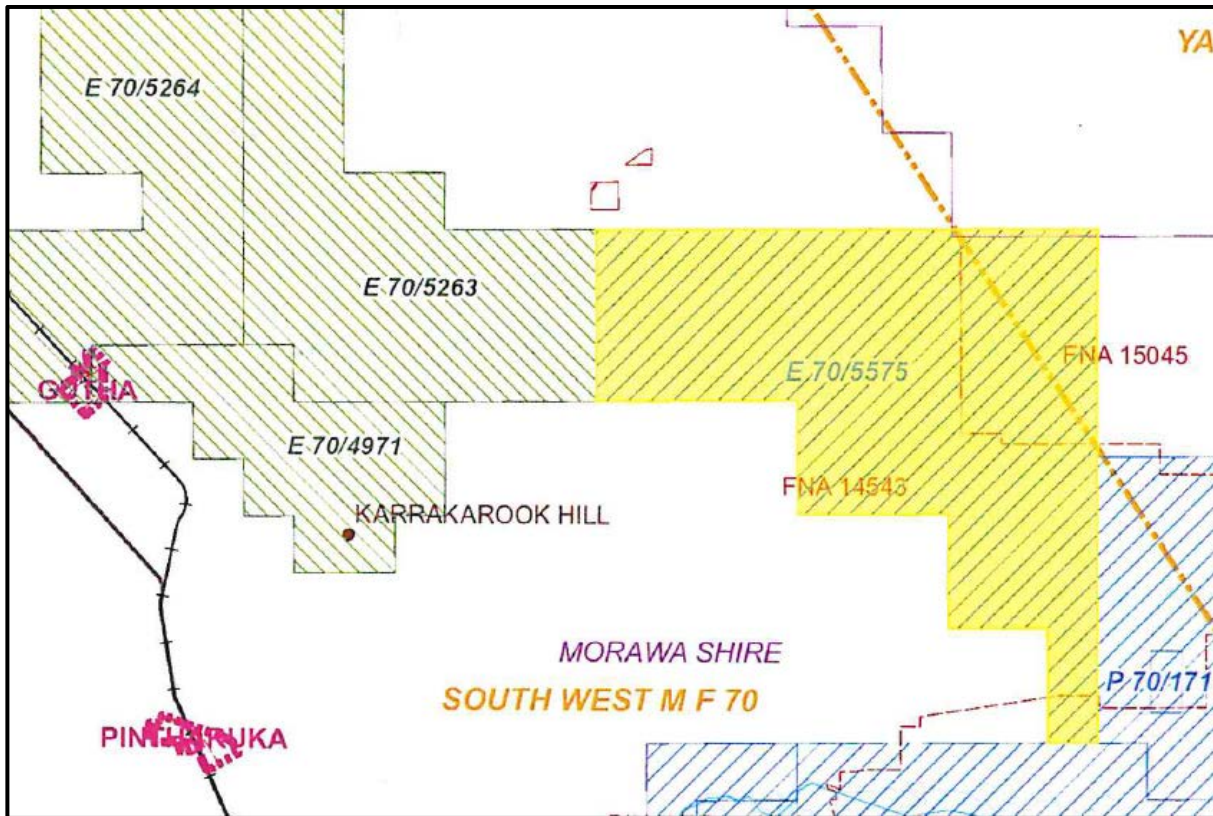 YA
E 70/5264
E 70/5263
E 70/5575
FNA 15045
GUTHA
E 70/4971
FNA 14543
KARRAKAROOK HILL
MORAWA SHIRE
SOUTH WEST M F 70
P 70/171